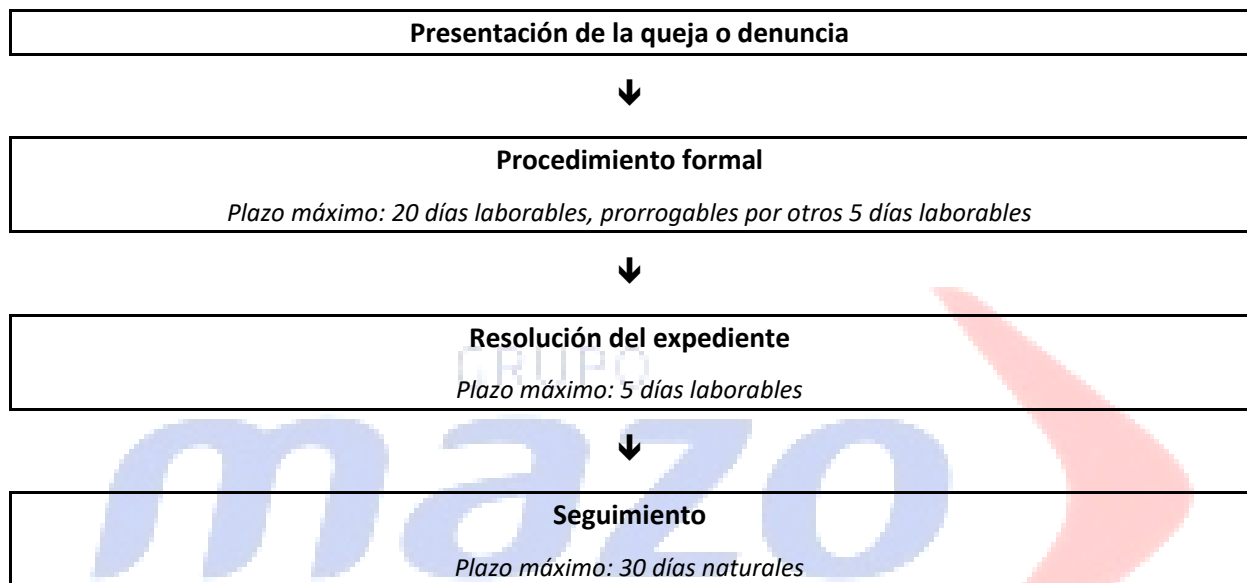 Presentación de la queja o denuncia
Procedimiento formal
Plazo máximo: 20 días laborables, prorrogables por otros 5 días laborables
Resolución del expediente
GRUPO
Plazo máximo: 5 días laborables
mazo
Seguimiento
Plazo máximo: 30 días naturales